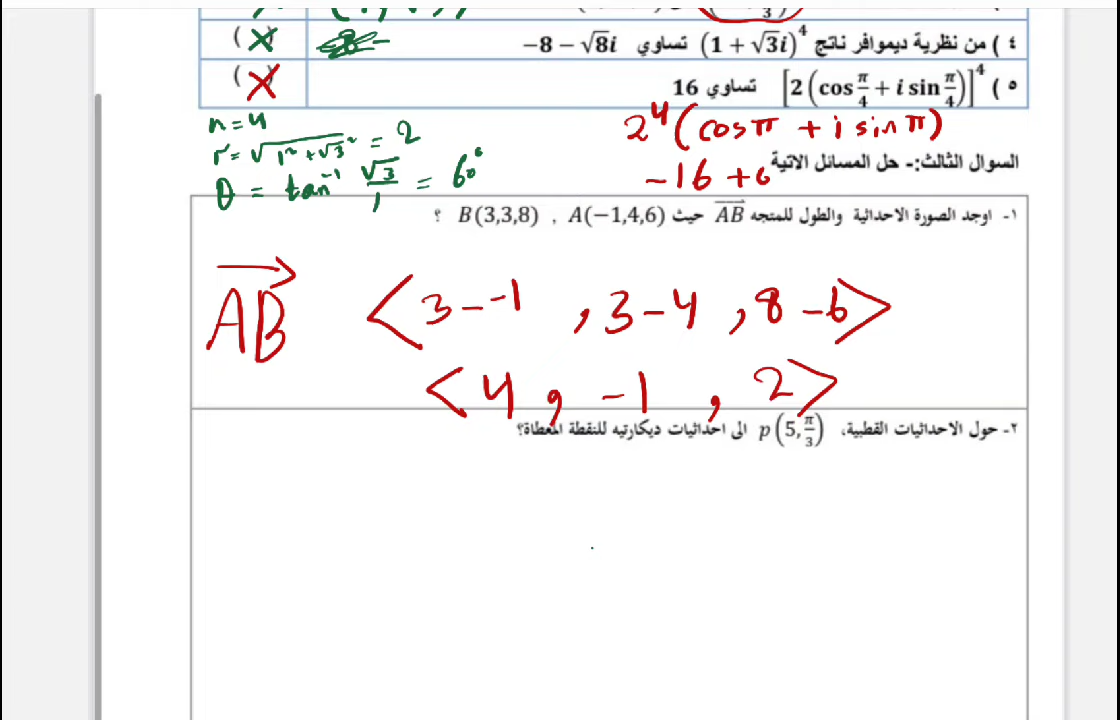 ٤ ) من نظرية ديموافر ناتج (1 + √3i)^4 تساوي −8 − √8i
( X )
٥ ) [2 (cos π/4 + i sin π/4)]^4 تساوي 16
( X )
n = 4
r = √(1² + √3²) = 2
θ = tan⁻¹ √3/1 = 60°
2^4 (cos π + i sin π)
-16 + 0
السوال الثالث:- حل المسائل الاتية
١- اوجد الصورة الاحداثية والطول للمتجه AB حيث A(−1,4,6) , B(3,3,8) ؟
AB <3 - -1 , 3 - 4 , 8 - 6>
<4 , -1 , 2>
٢- حول الاحداثيات القطبية، p(5, π/3) الى احداثيات ديكارتيه للنقطة المعطاة؟